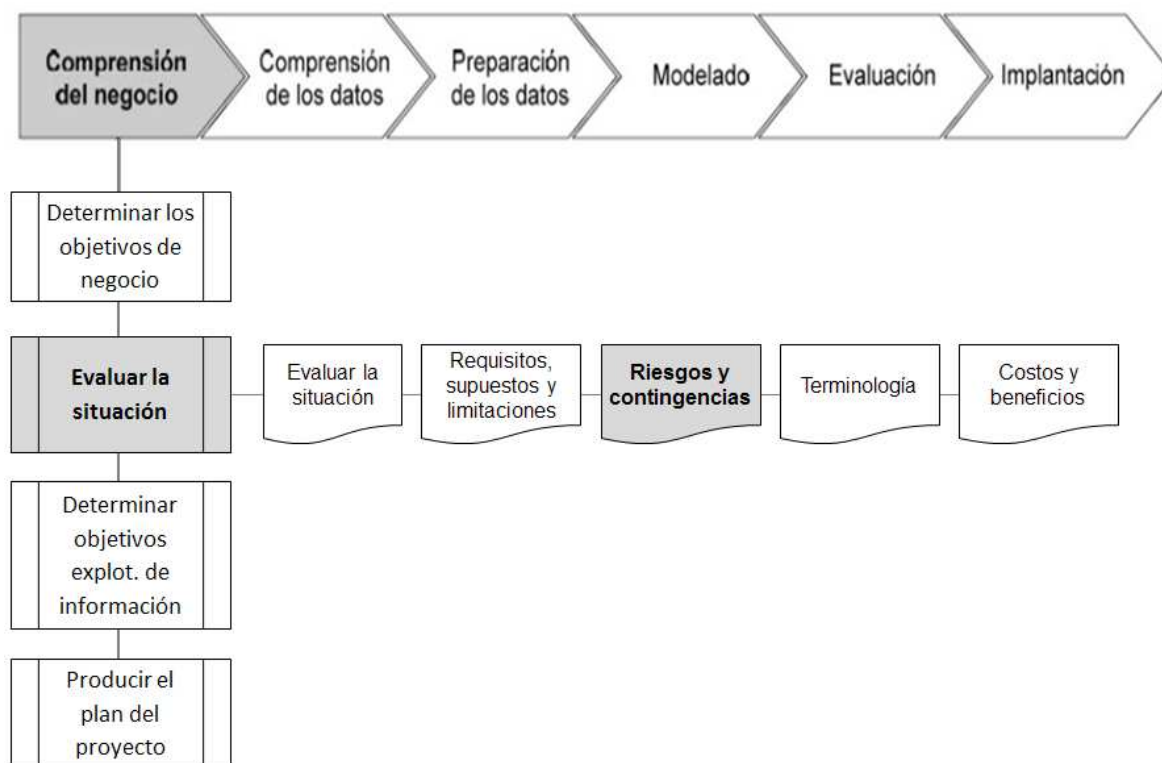 Comprensión
del negocio
Comprensión
de los datos
Preparación
de los datos
Modelado
Evaluación
Implantación
Determinar los
objetivos de
negocio
Evaluar la
situación
Evaluar la
situación
Requisitos,
supuestos y
limitaciones
Riesgos y
contingencias
Terminología
Costos y
beneficios
Determinar
objetivos
explot. de
información
Producir el
plan del
proyecto